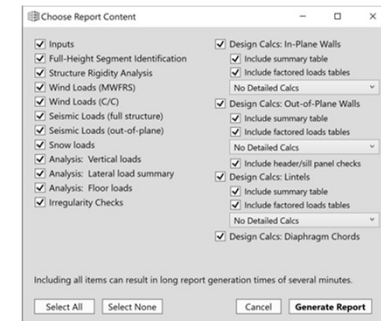 Choose Report Content
Inputs
Full-Height Segment Identification
Structure Rigidity Analysis
Wind Loads (MWFRS)
Wind Loads (C/C)
Seismic Loads (full structure)
Seismic Loads (out-of-plane)
Snow loads
Analysis: Vertical loads
Analysis: Lateral load summary
Analysis: Floor loads
Irregularity Checks
Design Calcs: In-Plane Walls
Include summary table
Include factored loads tables
No Detailed Calcs
Design Calcs: Out-of-Plane Walls
Include summary table
Include factored loads tables
No Detailed Calcs
Include header/sill panel checks
Design Calcs: Lintels
Include summary table
Include factored loads tables
No Detailed Calcs
Design Calcs: Diaphragm Chords
Including all items can result in long report generation times of several minutes.
Select All
Select None
Cancel
Generate Report